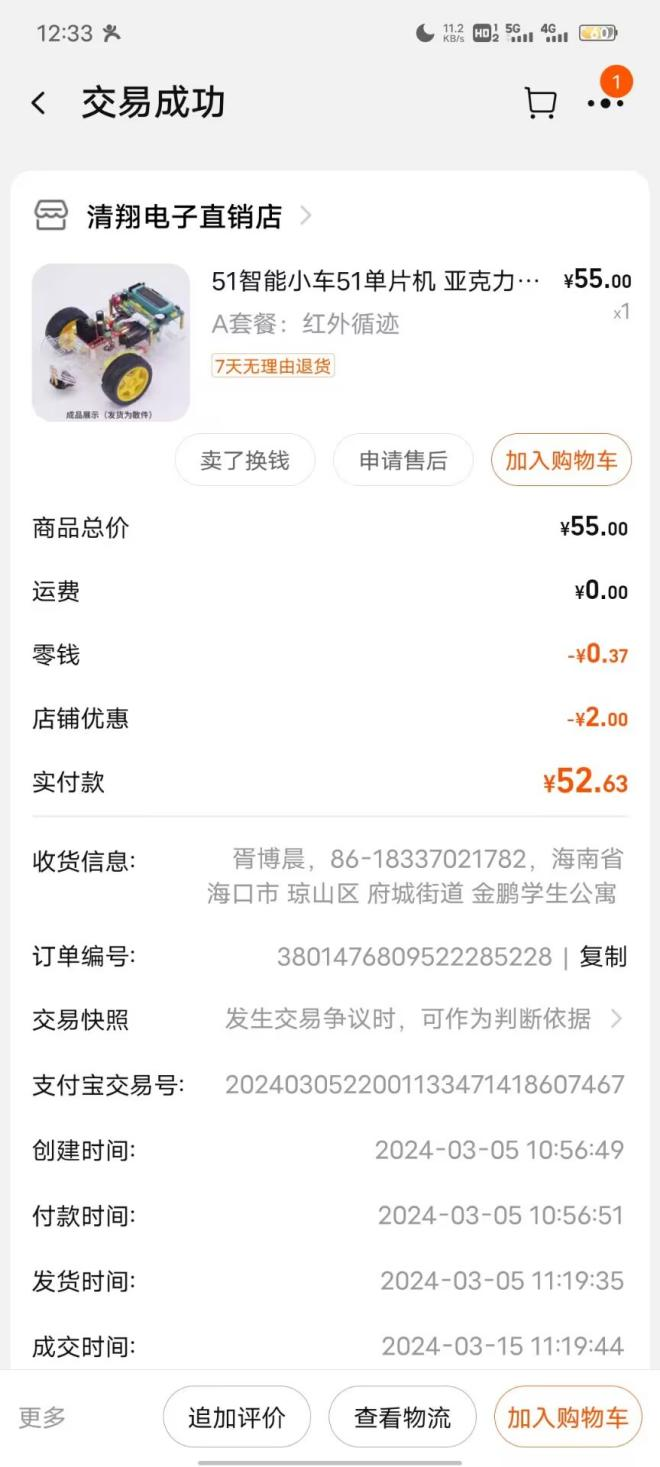 12:33
11.2 KB/s HD 1 2 5G 4G 60
交易成功
1
清翔电子直销店
51智能小车51单片机 亚克力… ¥55.00
A套餐：红外循迹 x1
7天无理由退货
成品展示（发货为散件）
卖了换钱 申请售后 加入购物车
商品总价 ¥55.00
运费 ¥0.00
零钱 -¥0.37
店铺优惠 -¥2.00
实付款 ¥52.63
收货信息: 胥博晨，86-18337021782，海南省
海口市 琼山区 府城街道 金鹏学生公寓
订单编号: 3801476809522285228 | 复制
交易快照 发生交易争议时，可作为判断依据
支付宝交易号: 2024030522001133471418607467
创建时间: 2024-03-05 10:56:49
付款时间: 2024-03-05 10:56:51
发货时间: 2024-03-05 11:19:35
成交时间: 2024-03-15 11:19:44
更多 追加评价 查看物流 加入购物车